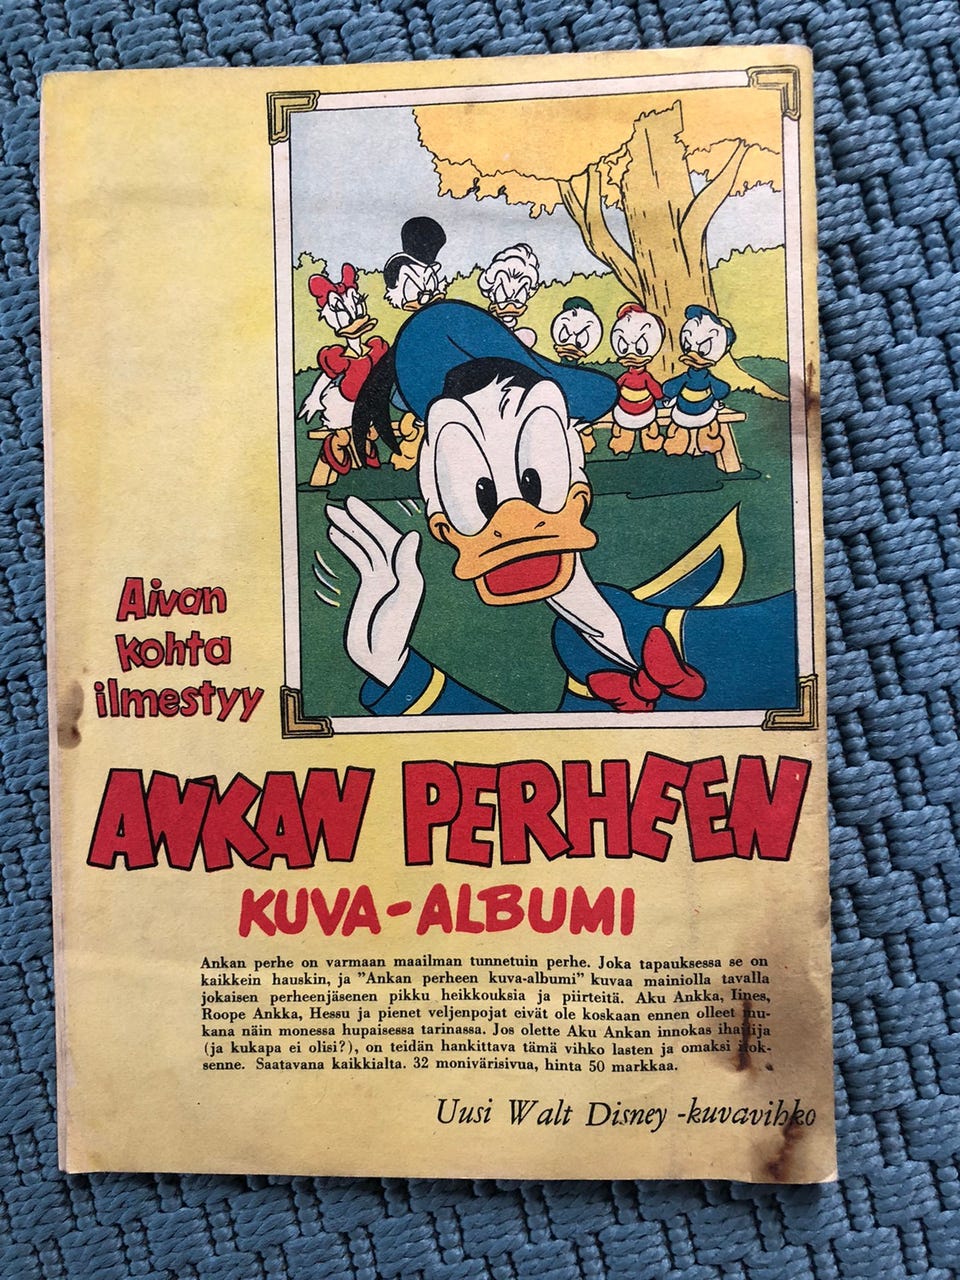 Aivan
kohta
ilmestyy
ANKAN PERHEEN
KUVA-ALBUMI
Ankan perhe on varmaan maailman tunnetuin perhe. Joka tapauksessa se on
kaikkein hauskin, ja "Ankan perheen kuva-albumi" kuvaa mainiolla tavalla
jokaisen perheenjäsenen pikku heikkouksia ja piirteitä. Aku Ankka, Iines,
Roope Ankka, Hessu ja pienet veljenpojat eivät ole koskaan ennen olleet mu-
kana näin monessa hupaisessa tarinassa. Jos olette Aku Ankan innokas ihailija
(ja kukapa ei olisi?), on teidän hankittava tämä vihko lasten ja omaksi ilok-
senne. Saatavana kaikkialta. 32 monivärisivua, hinta 50 markkaa.
Uusi Walt Disney -kuvavihko